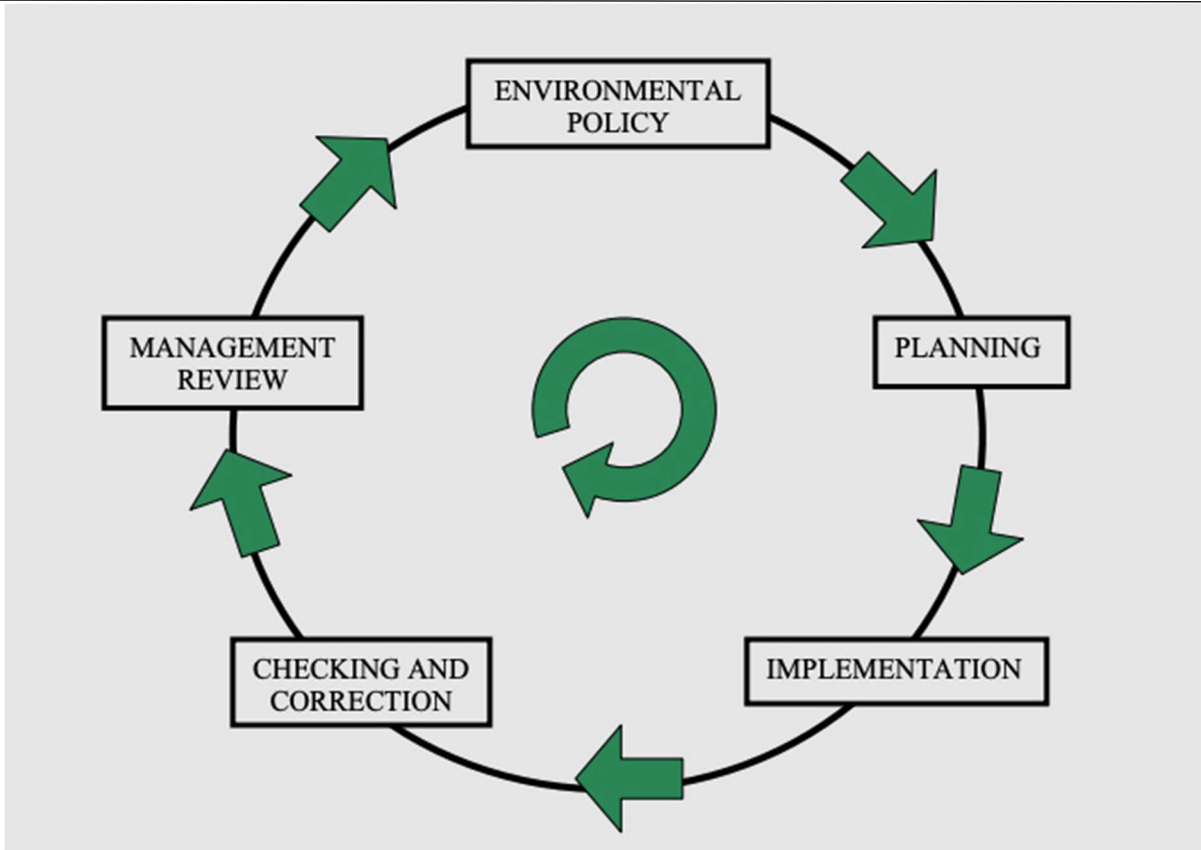 ENVIRONMENTAL
POLICY
PLANNING
IMPLEMENTATION
CHECKING AND
CORRECTION
MANAGEMENT
REVIEW